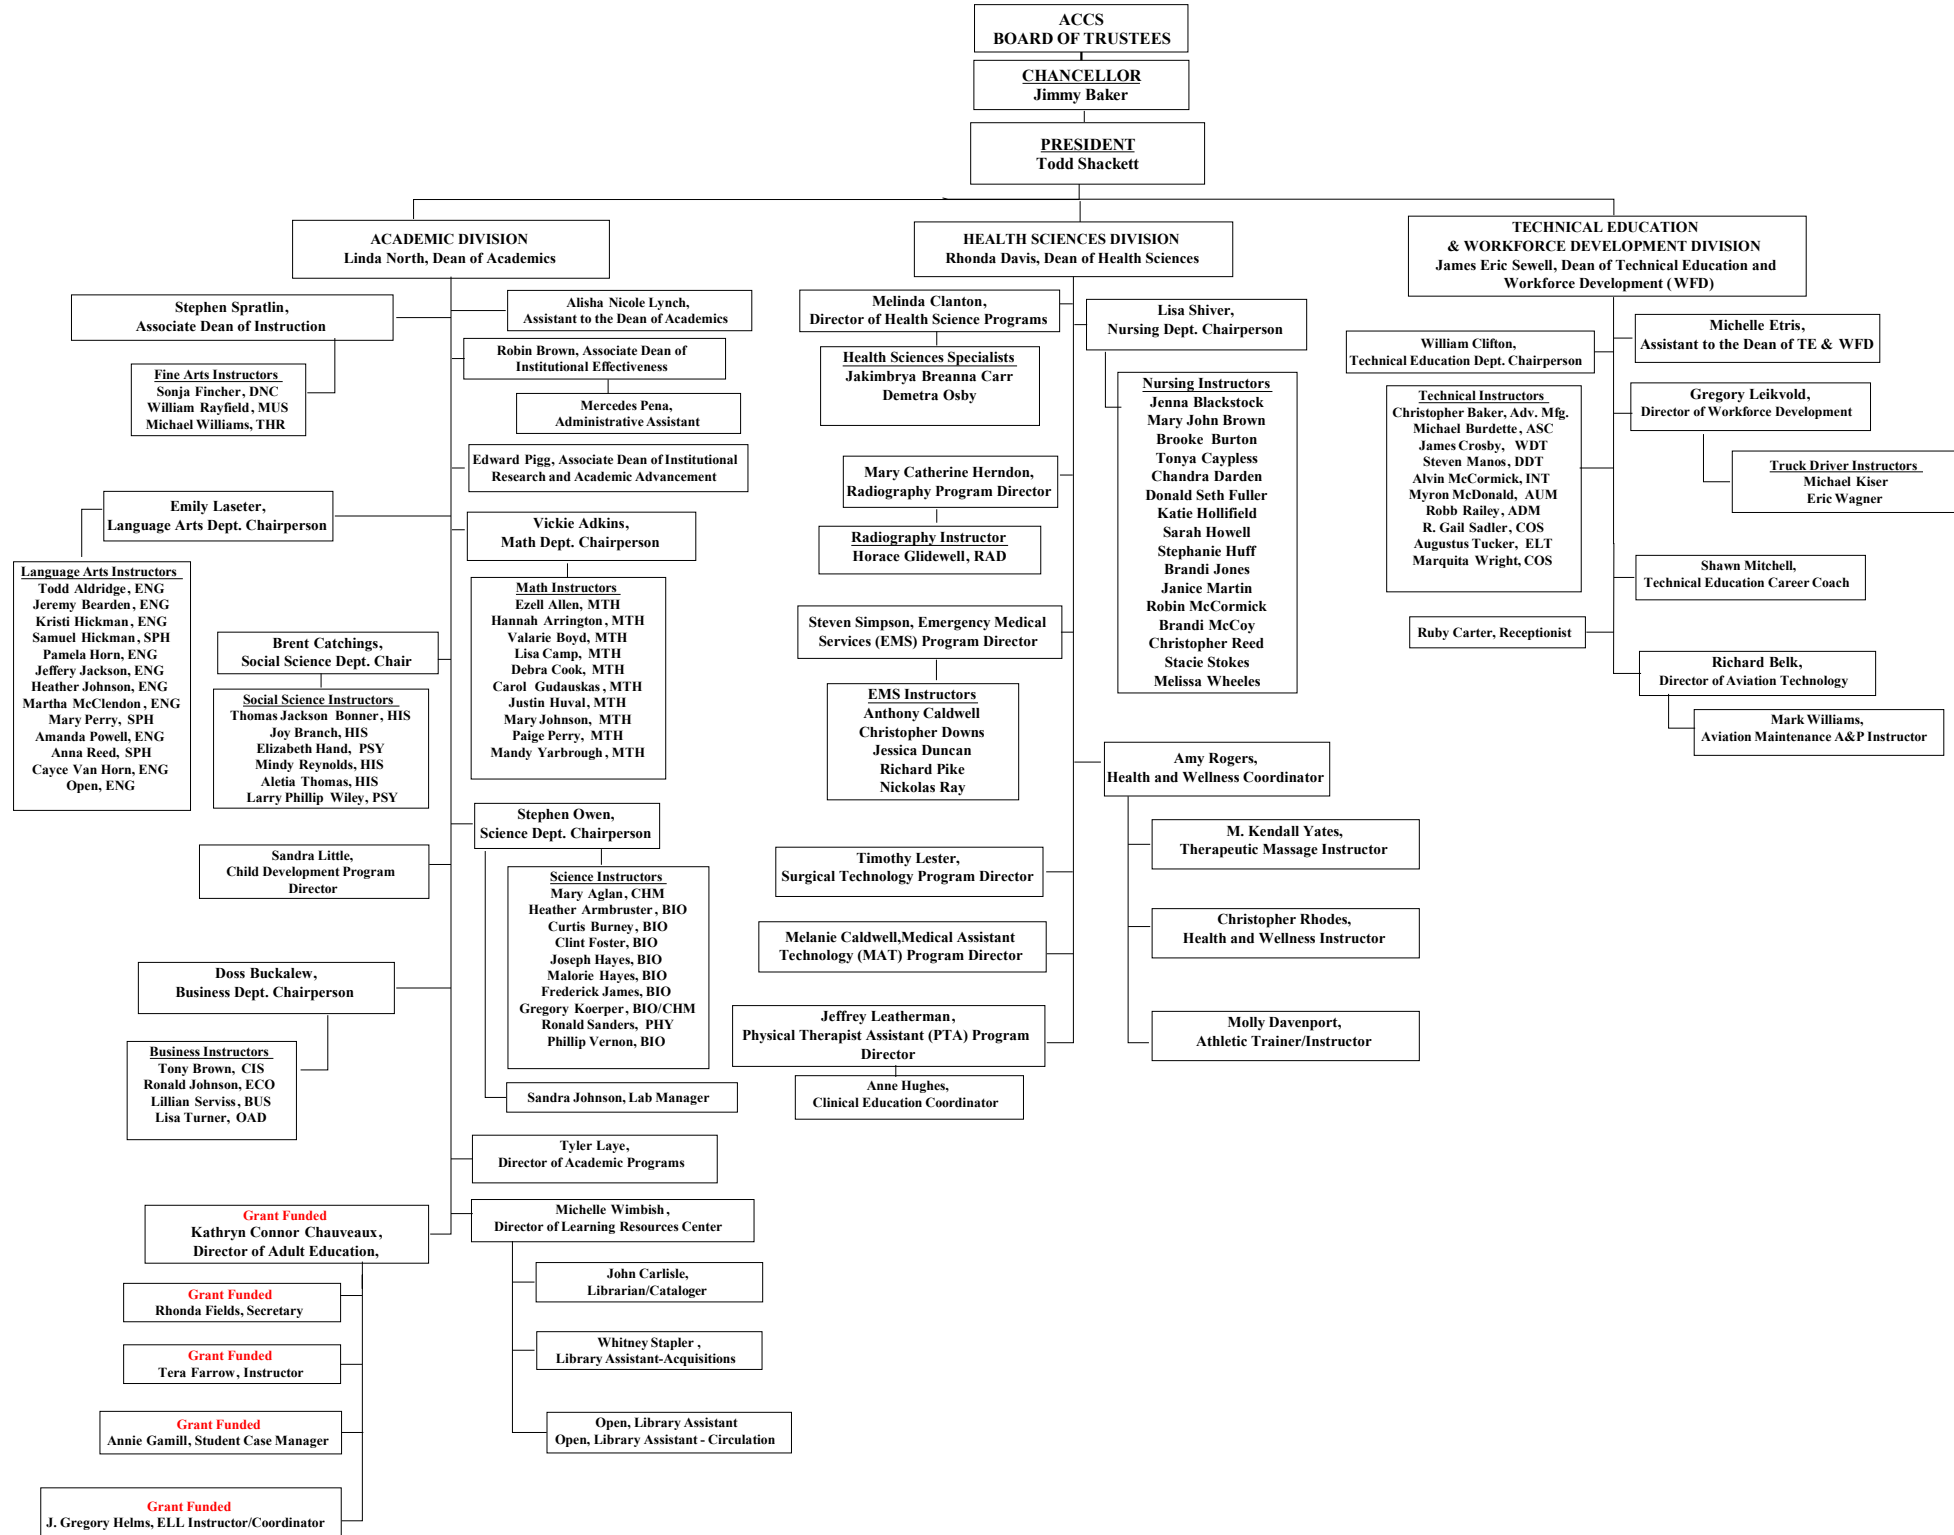 ACCS
BOARD OF TRUSTEES
CHANCELLOR
Jimmy Baker
PRESIDENT
Todd Shackett
ACADEMIC DIVISION
Linda North, Dean of Academics
Stephen Spratlin,
Associate Dean of Instruction
Alisha Nicole Lynch,
Assistant to the Dean of Academics
Robin Brown, Associate Dean of
Institutional Effectiveness
Mercedes Pena,
Administrative Assistant
Fine Arts Instructors
Sonja Fincher, DNC
William Rayfield, MUS
Michael Williams, THR
Edward Pigg, Associate Dean of Institutional
Research and Academic Advancement
Emily Laseter,
Language Arts Dept. Chairperson
Language Arts Instructors
Todd Aldridge, ENG
Jeremy Bearden, ENG
Kristi Hickman, ENG
Samuel Hickman, SPH
Pamela Horn, ENG
Jeffery Jackson, ENG
Heather Johnson, ENG
Martha McClendon, ENG
Mary Perry, SPH
Amanda Powell, ENG
Anna Reed, SPH
Cayce Van Horn, ENG
Open, ENG
Vickie Adkins,
Math Dept. Chairperson
Math Instructors
Ezell Allen, MTH
Hannah Arrington, MTH
Valarie Boyd, MTH
Lisa Camp, MTH
Debra Cook, MTH
Carol Gudauskas, MTH
Justin Huval, MTH
Mary Johnson, MTH
Paige Perry, MTH
Mandy Yarbrough, MTH
Brent Catchings,
Social Science Dept. Chair
Social Science Instructors
Thomas Jackson Bonner, HIS
Joy Branch, HIS
Elizabeth Hand, PSY
Mindy Reynolds, HIS
Aletia Thomas, HIS
Larry Phillip Wiley, PSY
Stephen Owen,
Science Dept. Chairperson
Science Instructors
Mary Aglan, CHM
Heather Armbruster, BIO
Curtis Burney, BIO
Clint Foster, BIO
Joseph Hayes, BIO
Malorie Hayes, BIO
Frederick James, BIO
Gregory Koerper, BIO/CHM
Ronald Sanders, PHY
Phillip Vernon, BIO
Sandra Johnson, Lab Manager
Sandra Little,
Child Development Program
Director
Doss Buckalew,
Business Dept. Chairperson
Business Instructors
Tony Brown, CIS
Ronald Johnson, ECO
Lillian Serviss, BUS
Lisa Turner, OAD
Tyler Laye,
Director of Academic Programs
Michelle Wimbish,
Director of Learning Resources Center
John Carlisle,
Librarian/Cataloger
Whitney Stapler ,
Library Assistant-Acquisitions
Open, Library Assistant
Open, Library Assistant - Circulation
Grant Funded
Kathryn Connor Chauveaux,
Director of Adult Education,
Grant Funded
Rhonda Fields, Secretary
Grant Funded
Tera Farrow, Instructor
Grant Funded
Annie Gamill, Student Case Manager
Grant Funded
J. Gregory Helms, ELL Instructor/Coordinator
HEALTH SCIENCES DIVISION
Rhonda Davis, Dean of Health Sciences
Melinda Clanton,
Director of Health Science Programs
Health Sciences Specialists
Jakimbrya Breanna Carr
Demetra Osby
Lisa Shiver,
Nursing Dept. Chairperson
Nursing Instructors
Jenna Blackstock
Mary John Brown
Brooke Burton
Tonya Caypless
Chandra Darden
Donald Seth Fuller
Katie Hollifield
Sarah Howell
Stephanie Huff
Brandi Jones
Janice Martin
Robin McCormick
Brandi McCoy
Christopher Reed
Stacie Stokes
Melissa Wheeles
Mary Catherine Herndon,
Radiography Program Director
Radiography Instructor
Horace Glidewell, RAD
Steven Simpson, Emergency Medical
Services (EMS) Program Director
EMS Instructors
Anthony Caldwell
Christopher Downs
Jessica Duncan
Richard Pike
Nickolas Ray
Amy Rogers,
Health and Wellness Coordinator
M. Kendall Yates,
Therapeutic Massage Instructor
Christopher Rhodes,
Health and Wellness Instructor
Molly Davenport,
Athletic Trainer/Instructor
Timothy Lester,
Surgical Technology Program Director
Melanie Caldwell,Medical Assistant
Technology (MAT) Program Director
Jeffrey Leatherman,
Physical Therapist Assistant (PTA) Program
Director
Anne Hughes,
Clinical Education Coordinator
TECHNICAL EDUCATION
& WORKFORCE DEVELOPMENT DIVISION
James Eric Sewell, Dean of Technical Education and
Workforce Development (WFD)
William Clifton,
Technical Education Dept. Chairperson
Michelle Etris,
Assistant to the Dean of TE & WFD
Technical Instructors
Christopher Baker, Adv. Mfg.
Michael Burdette, ASC
James Crosby, WDT
Steven Manos, DDT
Alvin McCormick, INT
Myron McDonald, AUM
Robb Railey, ADM
R. Gail Sadler, COS
Augustus Tucker, ELT
Marquita Wright, COS
Gregory Leikvold,
Director of Workforce Development
Truck Driver Instructors
Michael Kiser
Eric Wagner
Shawn Mitchell,
Technical Education Career Coach
Ruby Carter, Receptionist
Richard Belk,
Director of Aviation Technology
Mark Williams,
Aviation Maintenance A&P Instructor